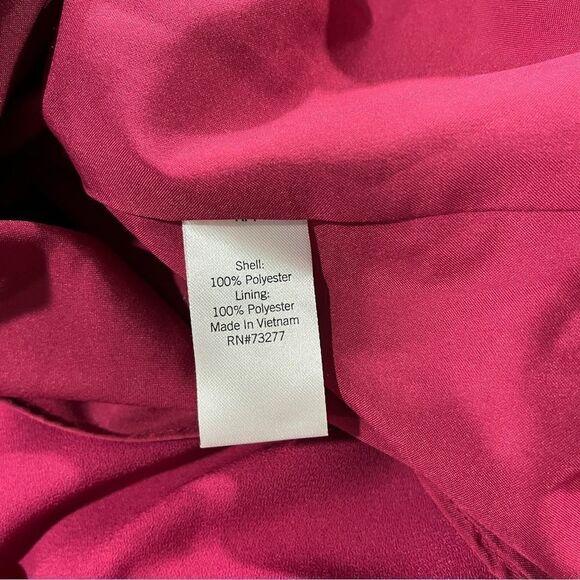 Shell:
100% Polyester
Lining:
100% Polyester
Made In Vietnam
RN#73277